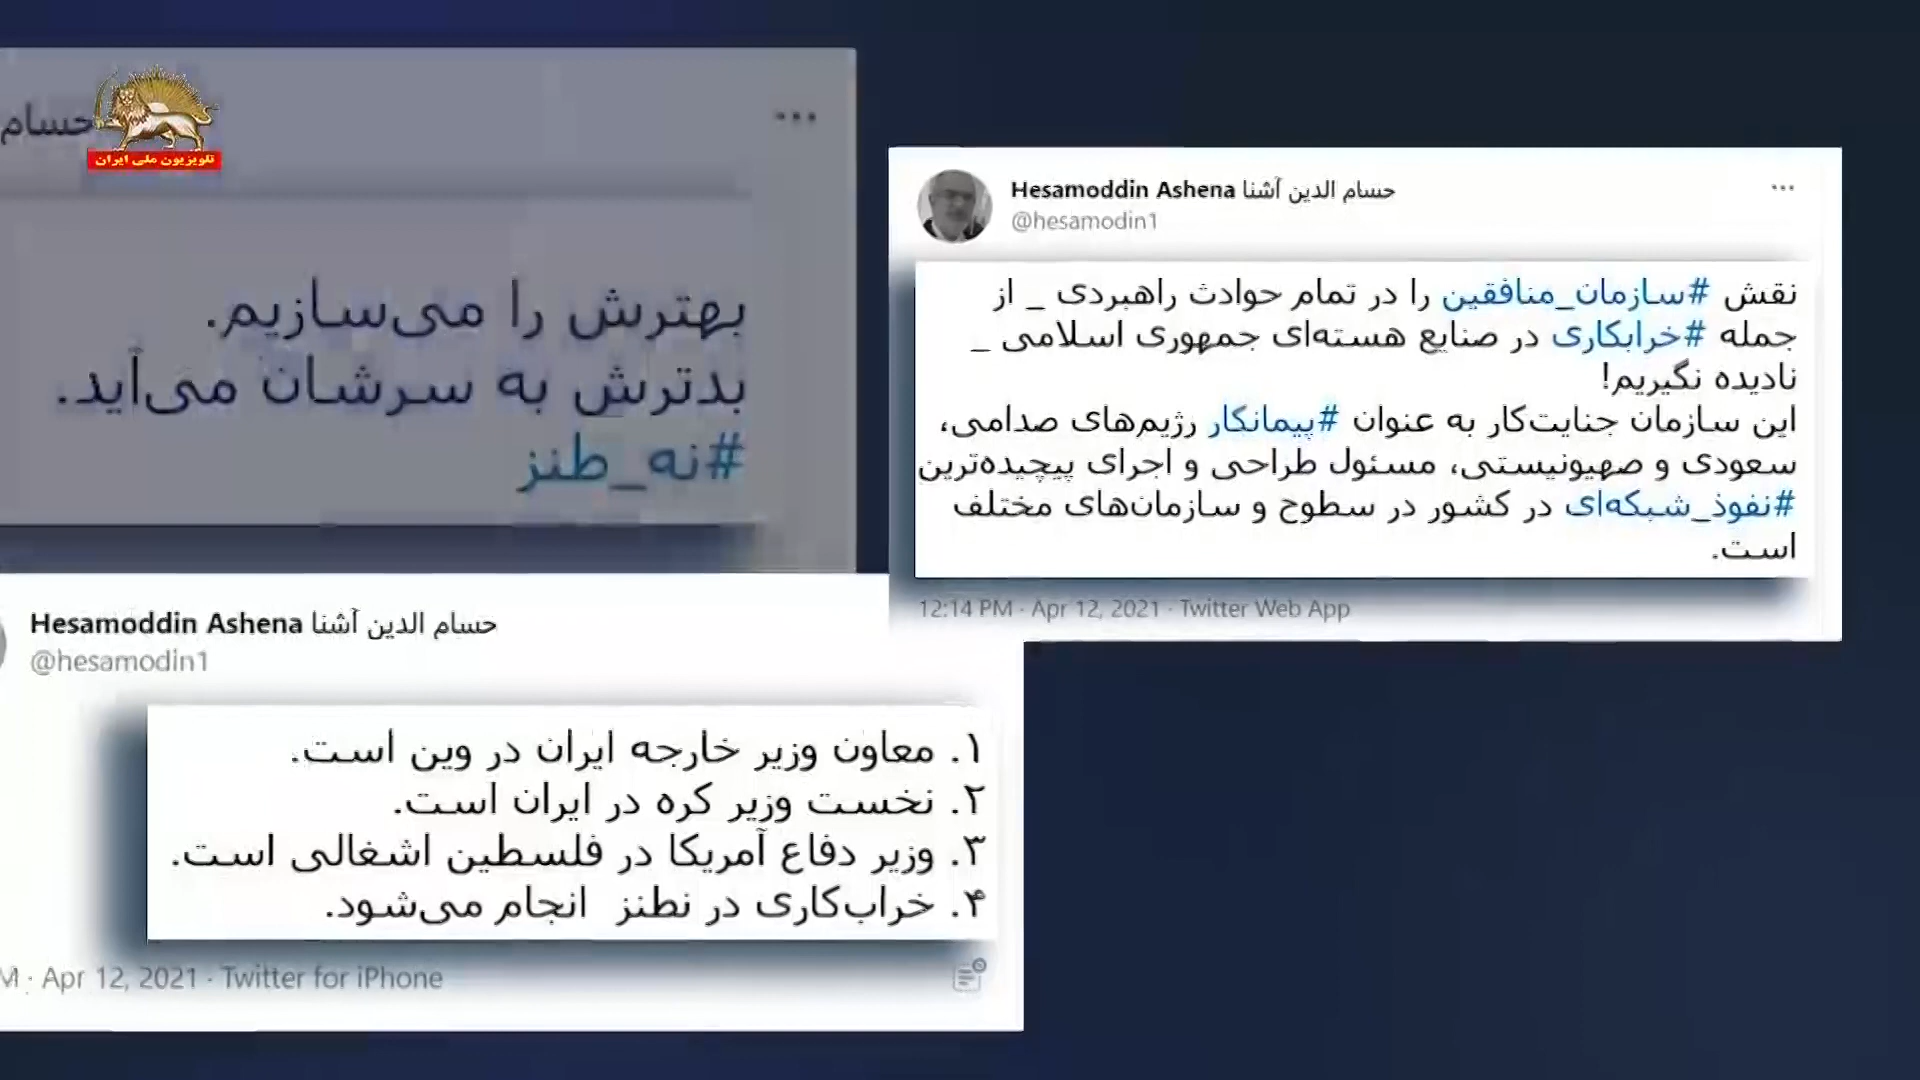 حسام
...
تلویزیون ملی ایران
بهترش را می‌سازیم.
بدترش به سرشان می‌آید.
#نه_طنز
Hesamoddin Ashena حسام الدین آشنا
...
@hesamodin1
نقش #سازمان_منافقین را در تمام حوادث راهبردی _ از
جمله #خرابکاری در صنایع هسته‌ای جمهوری اسلامی _
نادیده نگیریم!
این سازمان جنایت‌کار به عنوان #پیمانکار رژیم‌های صدامی،
سعودی و صهیونیستی، مسئول طراحی و اجرای پیچیده‌ترین
#نفوذ_شبکه‌ای در کشور در سطوح و سازمان‌های مختلف
است.
12:14 PM · Apr 12, 2021 · Twitter Web App
Hesamoddin Ashena حسام الدین آشنا
@hesamodin1
۱. معاون وزیر خارجه ایران در وین است.
۲. نخست وزیر کره در ایران است.
۳. وزیر دفاع آمریکا در فلسطین اشغالی است.
۴. خراب‌کاری در نطنز انجام می‌شود.
M · Apr 12, 2021 · Twitter for iPhone